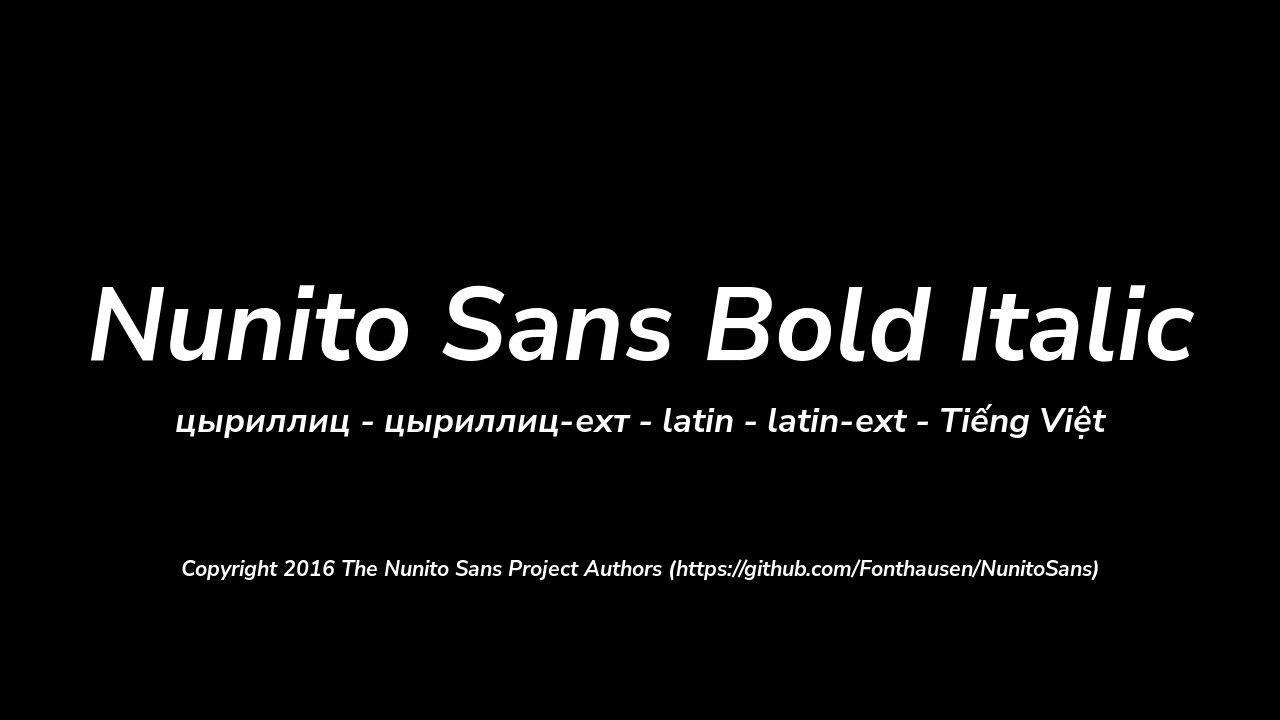 Nunito Sans Bold Italic
цыриллиц - цыриллиц-ехт - latin - latin-ext - Tiếng Việt
Copyright 2016 The Nunito Sans Project Authors (https://github.com/Fonthausen/NunitoSans)